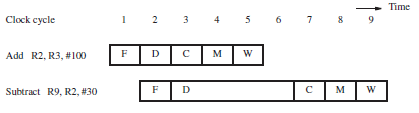 Time
Clock cycle 1 2 3 4 5 6 7 8 9
Add R2, R3, #100 F D C M W
Subtract R9, R2, #30 F D C M W